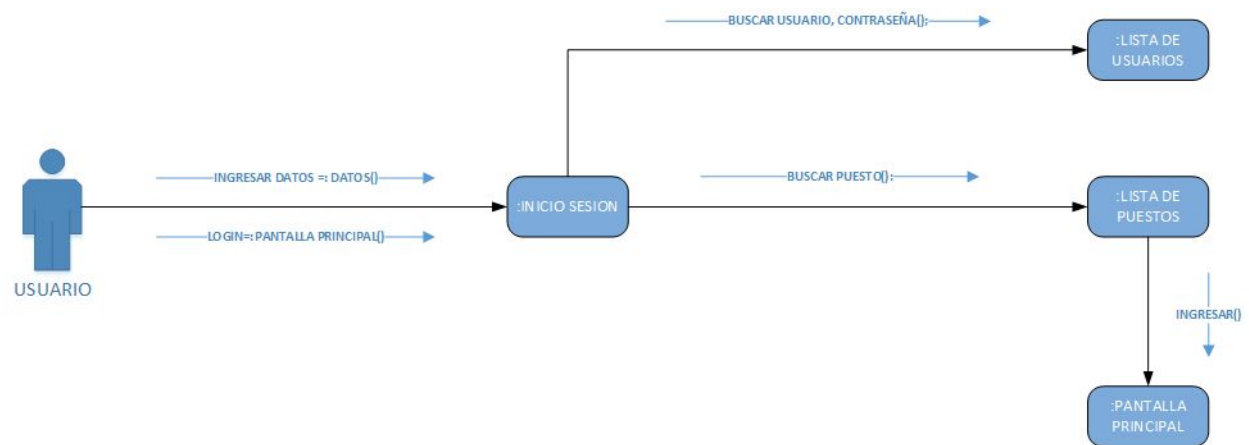 BUSCAR USUARIO, CONTRASEÑA();
:LISTA DE
USUARIOS
INGRESAR DATOS =: DATOS()
BUSCAR PUESTO():
:INICIO SESION
:LISTA DE
PUESTOS
LOGIN=: PANTALLA PRINCIPAL()
USUARIO
INGRESAR()
:PANTALLA
PRINCIPAL